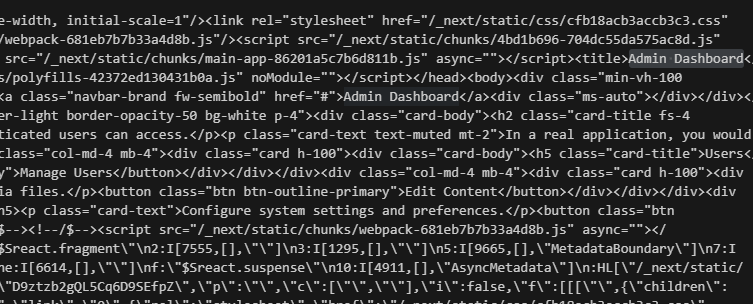 e-width, initial-scale=1"/><link rel="stylesheet" href="/_next/static/css/cfb18acb3accb3c3.css"
/webpack-681eb7b7b33a4d8b.js"/><script src="/_next/static/chunks/4bd1b696-704dc55da575ac8d.js"
src="/_next/static/chunks/main-app-86201a5c7b6d811b.js" async=""></script><title>Admin Dashboard<
s/polyfills-42372ed130431b0a.js" noModule=""></script></head><body><div class="min-vh-100
<a class="navbar-brand fw-semibold" href="#">Admin Dashboard</a><div class="ms-auto"></div></div><
er-light border-opacity-50 bg-white p-4"><div class="card-body"><h2 class="card-title fs-4
ticated users can access.</p><p class="card-text text-muted mt-2">In a real application, you would
class="col-md-4 mb-4"><div class="card h-100"><div class="card-body"><h5 class="card-title">Users<
y">Manage Users</button></div></div></div><div class="col-md-4 mb-4"><div class="card h-100"><div
ia files.</p><button class="btn btn-outline-primary">Edit Content</button></div></div></div><div
h5><p class="card-text">Configure system settings and preferences.</p><button class="btn
/$--><!--/$--><script src="/_next/static/chunks/webpack-681eb7b7b33a4d8b.js" async=""></
$Sreact.fragment\"\n2:I[7555,[],\"\"]\n3:I[1295,[],\"\"]\n5:I[9665,[],\"MetadataBoundary\"]\n7:I
ne:I[6614,[],\"\"]\nf:\"$Sreact.suspense\"\n10:I[4911,[],\"AsyncMetadata\"]\n:HL[\"/_next/static/
\"D9ztzb2gQL5Cq6D9SEfpZ\",\"p\":\"\",\"c\":[\"\",\"\"],\"i\":false,\"f\":[[[\"\",{\"children\":